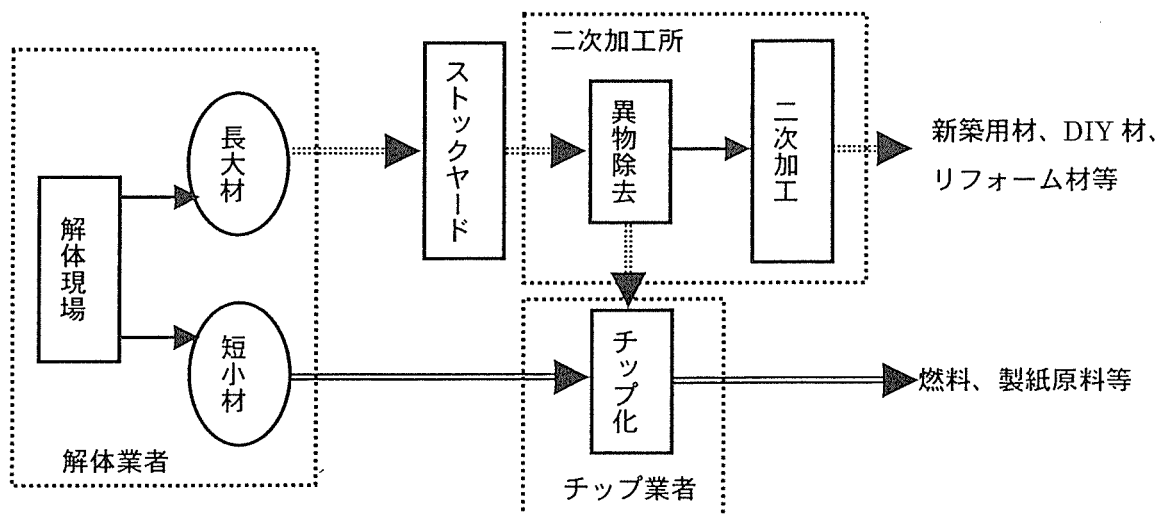 二次加工所
ストックヤード
長大材
異物除去
二次加工
新築用材、DIY 材、
リフォーム材等
解体現場
短小材
チップ化
燃料、製紙原料等
解体業者
チップ業者